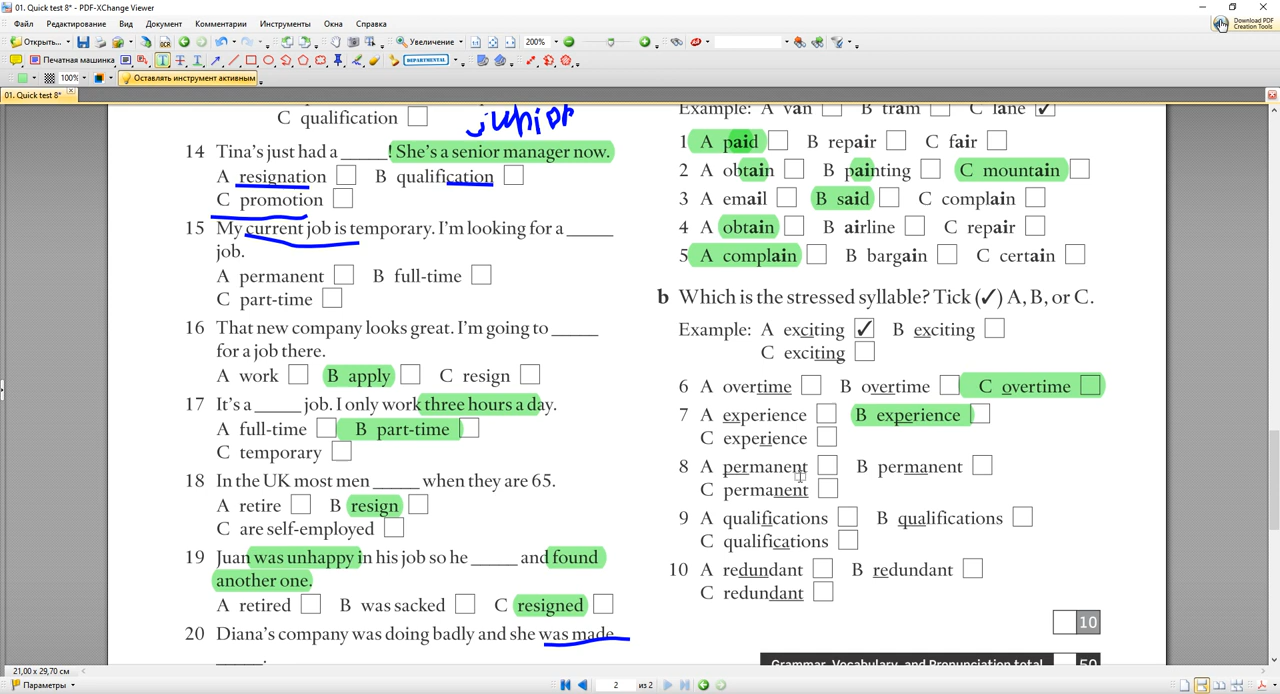 01. Quick test 8* - PDF-XChange Viewer
Файл Редактирование Вид Документ Комментарии Инструменты Окна Справка
Download PDF Creation Tools
Открыть... OCR Увеличение 200%
Печатная машинка DEPARTMENTAL
100% Оставлять инструмент активным
01. Quick test 8*
C qualification
junior
14 Tina's just had a _____! She's a senior manager now.
A resignation B qualification
C promotion
15 My current job is temporary. I'm looking for a _____
job.
A permanent B full-time
C part-time
16 That new company looks great. I'm going to _____
for a job there.
A work B apply C resign
17 It's a _____ job. I only work three hours a day.
A full-time B part-time
C temporary
18 In the UK most men _____ when they are 65.
A retire B resign
C are self-employed
19 Juan was unhappy in his job so he _____ and found
another one.
A retired B was sacked C resigned
20 Diana's company was doing badly and she was made
_____.
Example: A van B tram C lane ✓
1 A paid B repair C fair
2 A obtain B painting C mountain
3 A email B said C complain
4 A obtain B airline C repair
5 A complain B bargain C certain
b Which is the stressed syllable? Tick (✓) A, B, or C.
Example: A exciting ✓ B exciting
C exciting
6 A overtime B overtime C overtime
7 A experience B experience
C experience
8 A permanent B permanent
C permanent
9 A qualifications B qualifications
C qualifications
10 A redundant B redundant
C redundant
10
Grammar, Vocabulary, and Pronunciation total 50
21,00 x 29,70 см
Параметры 2 из 2